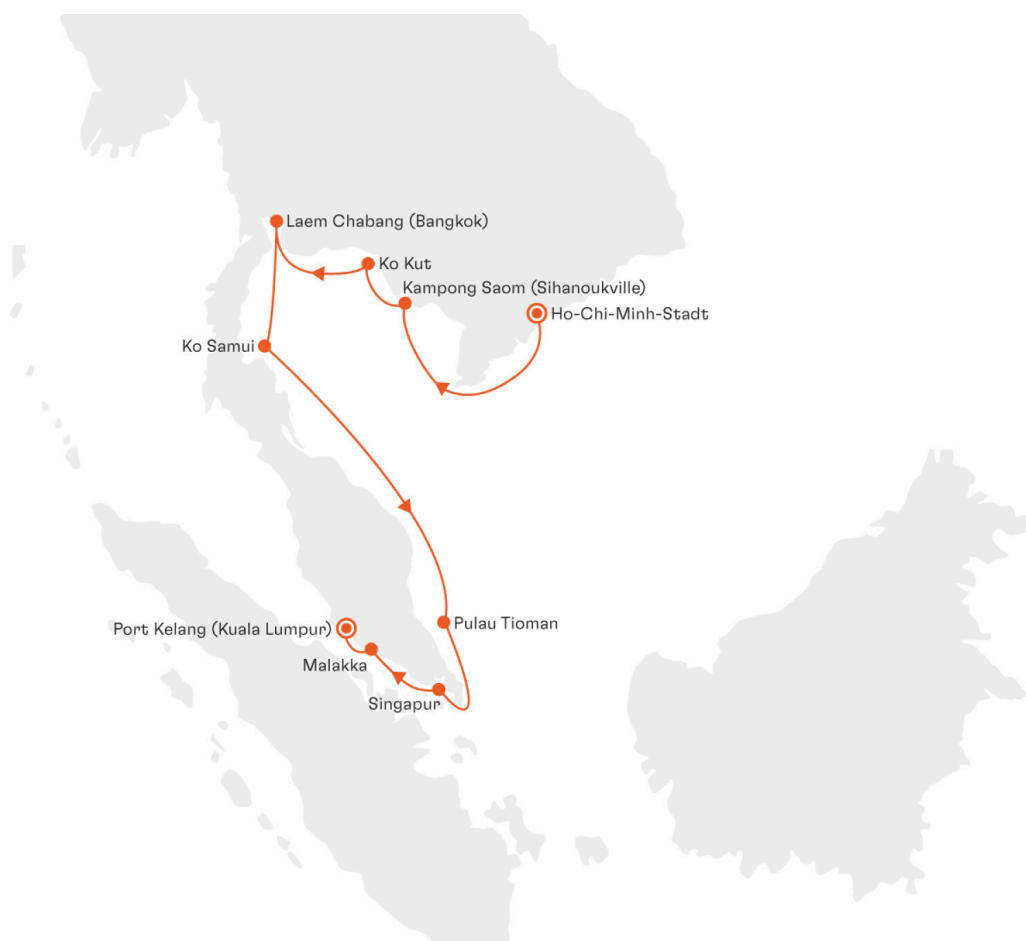 Laem Chabang (Bangkok)
Ko Kut
Kampong Saom (Sihanoukville)
Ho-Chi-Minh-Stadt
Ko Samui
Pulau Tioman
Port Kelang (Kuala Lumpur)
Malakka
Singapur